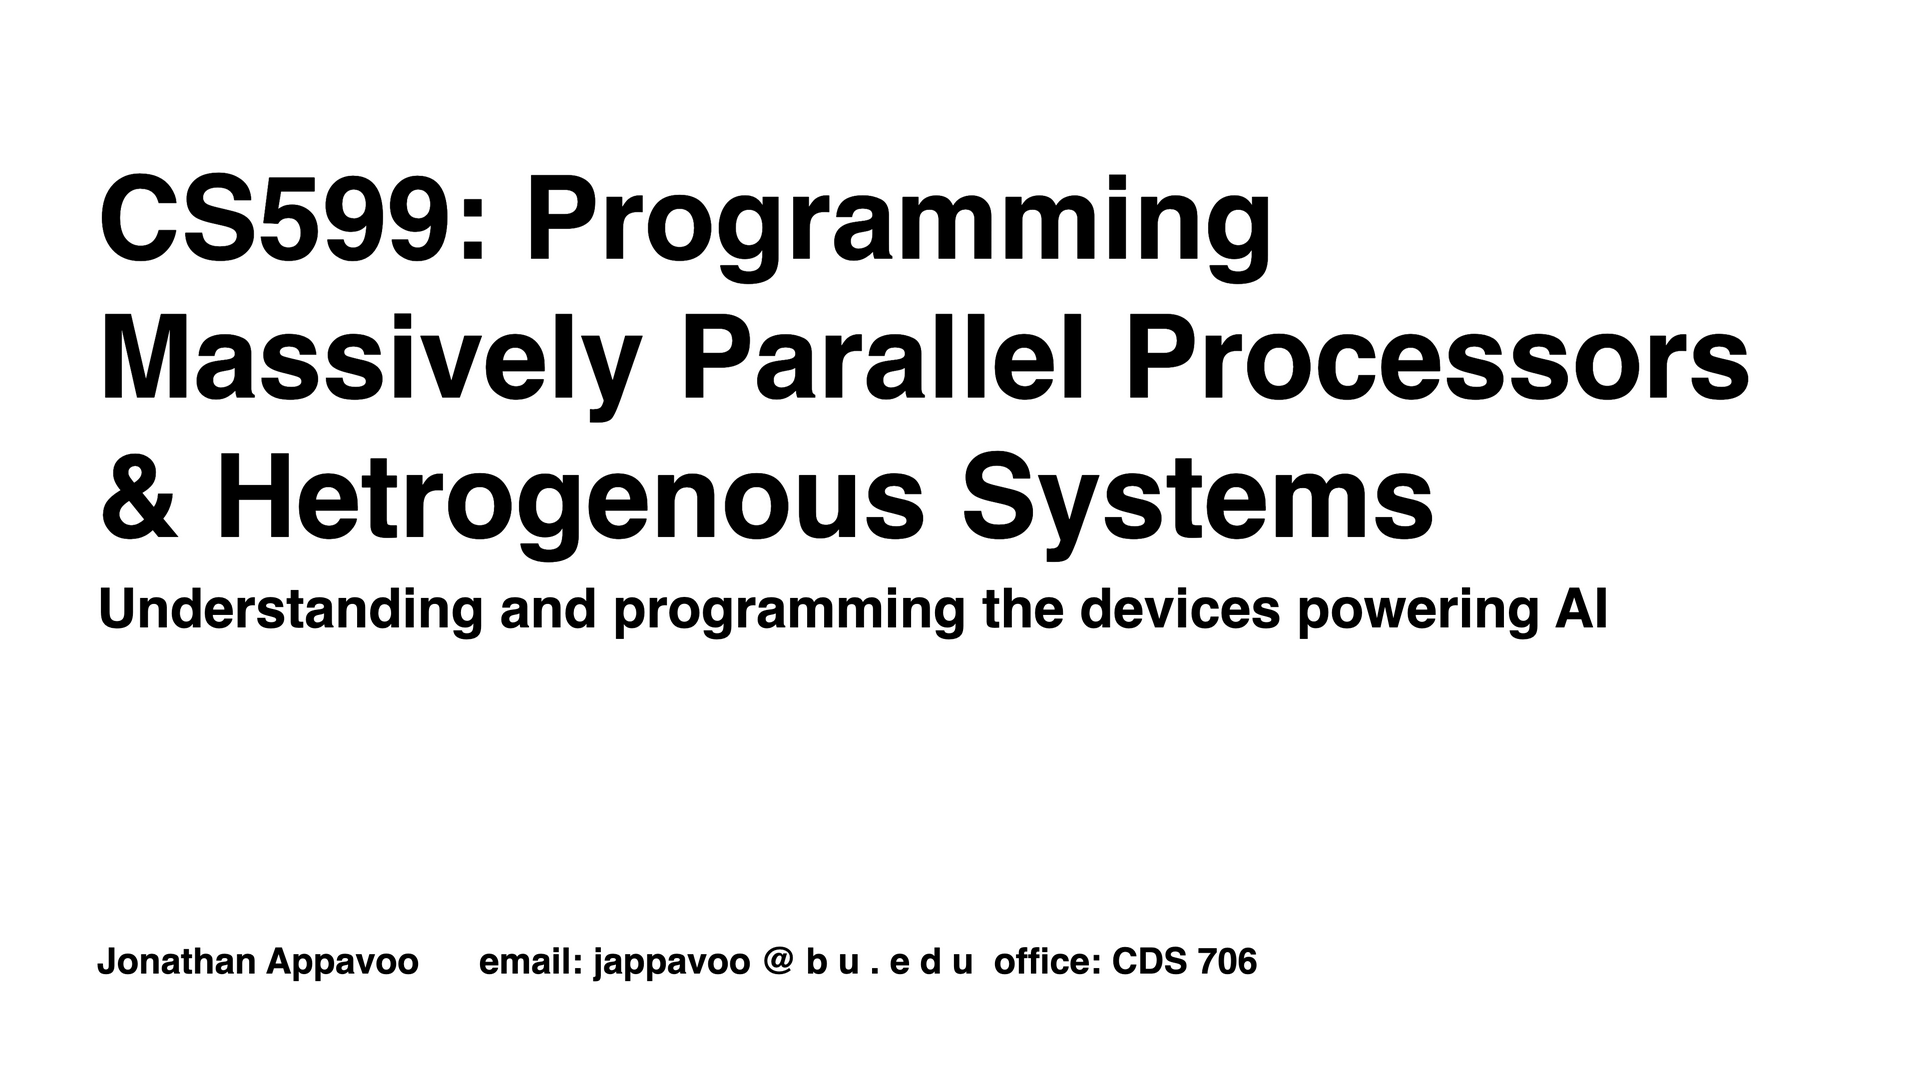 CS599: Programming
Massively Parallel Processors
& Hetrogenous Systems
Understanding and programming the devices powering AI
Jonathan Appavoo email: jappavoo @ b u . e d u office: CDS 706